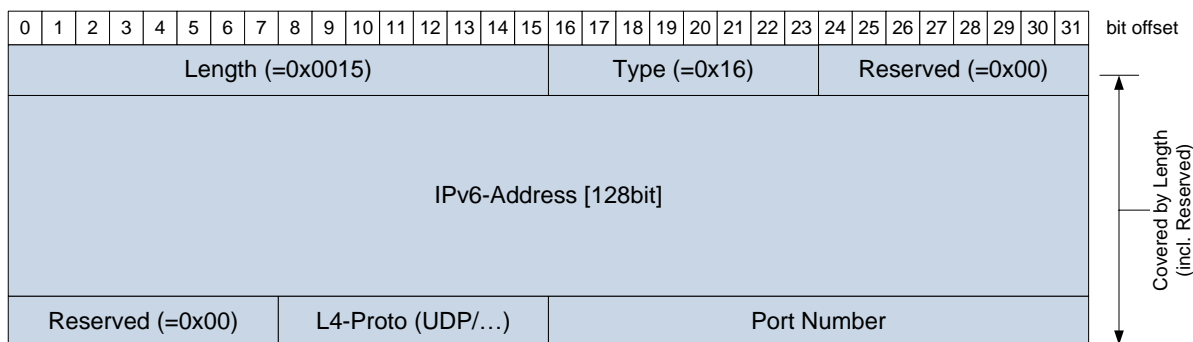 0 1 2 3 4 5 6 7 8 9 10 11 12 13 14 15 16 17 18 19 20 21 22 23 24 25 26 27 28 29 30 31 bit offset
Length (=0x0015) Type (=0x16) Reserved (=0x00)
IPv6-Address [128bit]
Covered by Length
(incl. Reserved)
Reserved (=0x00) L4-Proto (UDP/…) Port Number